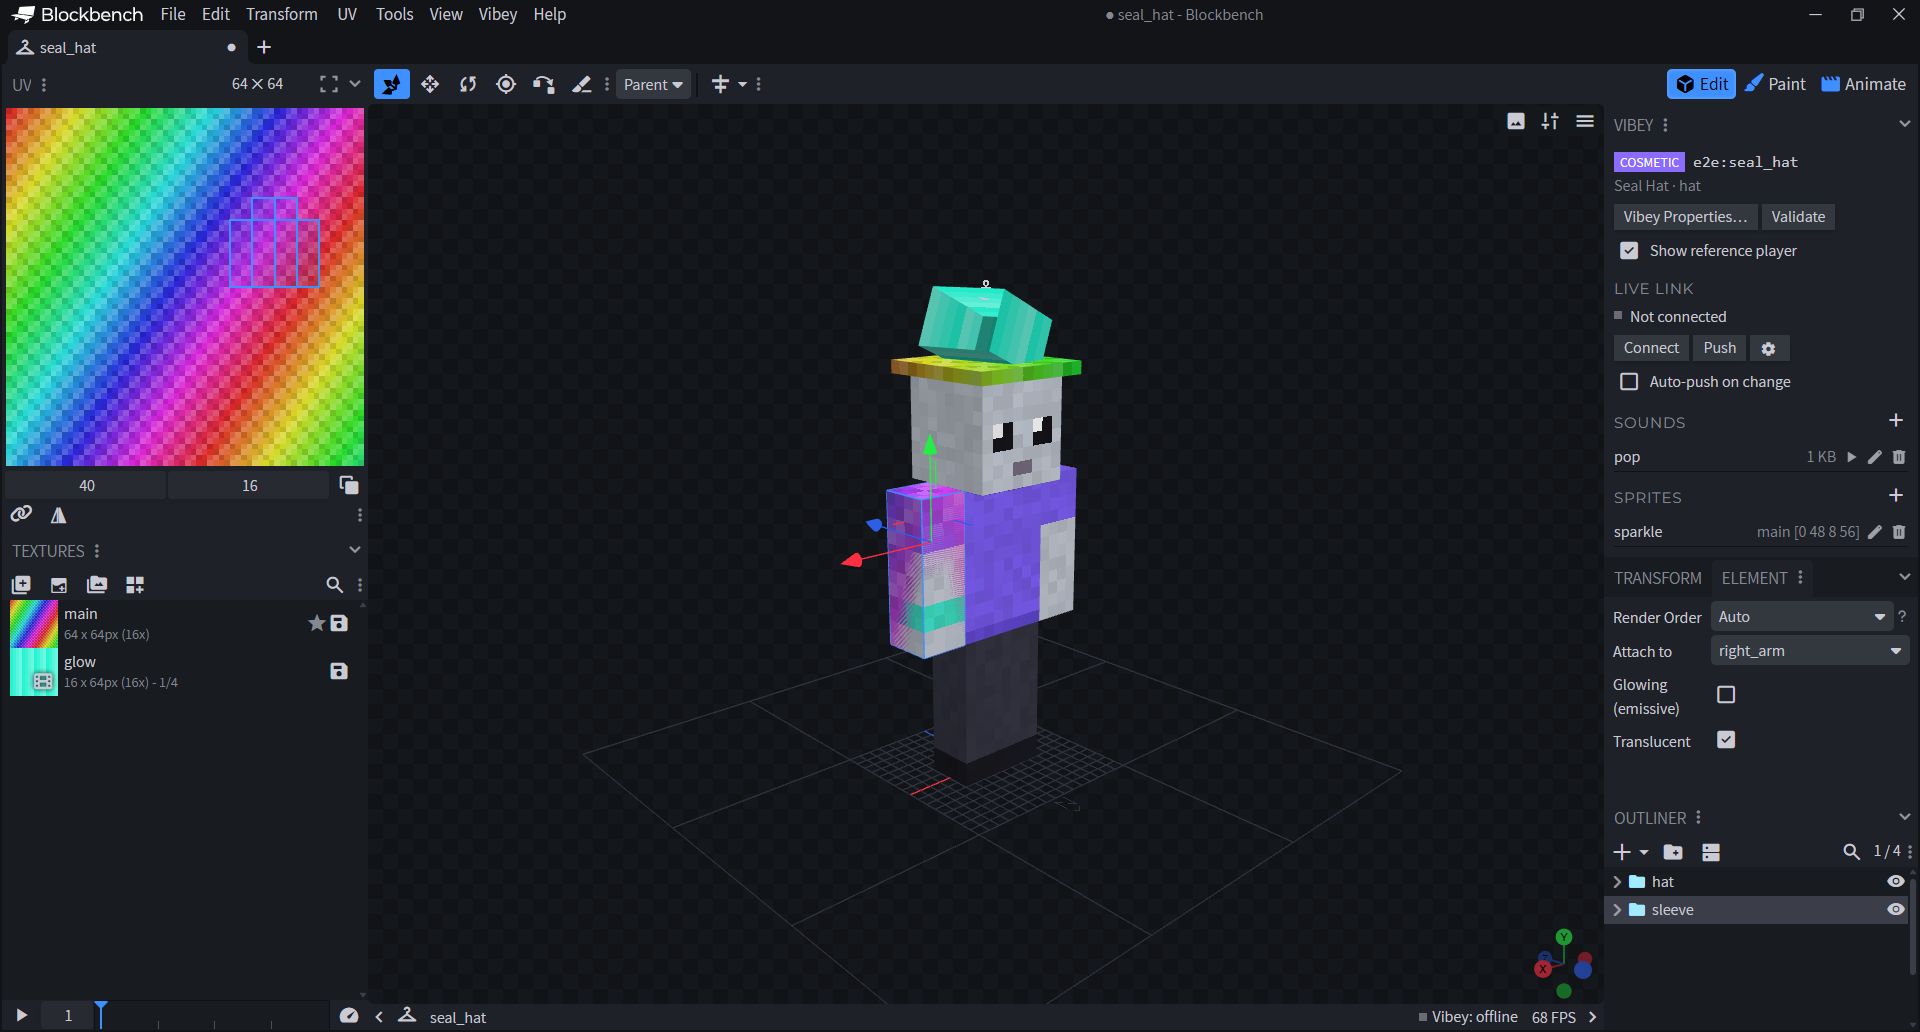 Blockbench File Edit Transform UV Tools View Vibey Help
● seal_hat - Blockbench
seal_hat
UV
64×64
Parent
Edit Paint Animate
40
16
TEXTURES
main
64 x 64px (16x)
glow
16 x 64px (16x) - 1/4
VIBEY
COSMETIC e2e:seal_hat
Seal Hat · hat
Vibey Properties... Validate
Show reference player
LIVE LINK
Not connected
Connect Push
Auto-push on change
SOUNDS
pop 1 KB
SPRITES
sparkle main [0 48 8 56]
TRANSFORM ELEMENT
Render Order Auto ?
Attach to right_arm
Glowing
(emissive)
Translucent
OUTLINER
1 / 4
hat
sleeve
Y
Z
X
1
seal_hat
Vibey: offline 68 FPS